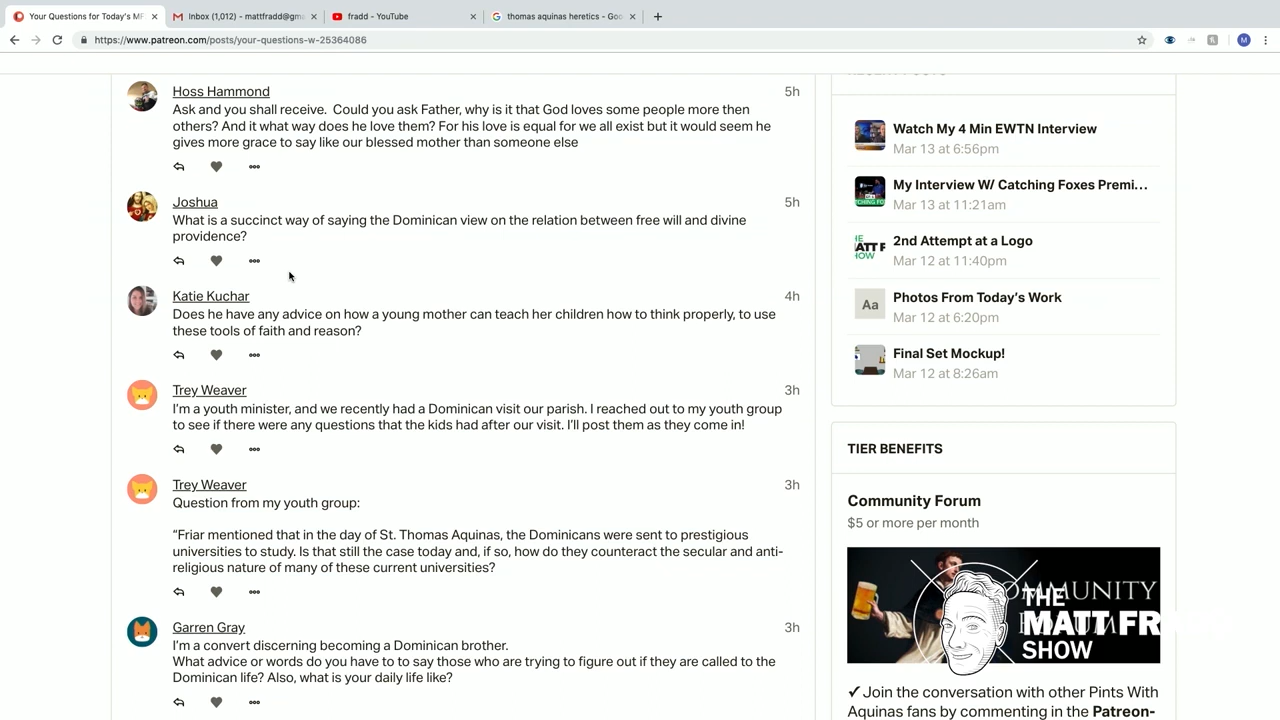 Your Questions for Today's MF
Inbox (1,012) – mattfradd@gm
fradd - YouTube
thomas aquinas heretics - Goo
https://www.patreon.com/posts/your-questions-w-25364086
M
RECENT POSTS
Hoss Hammond
5h
Ask and you shall receive.  Could you ask Father, why is it that God loves some people more then
others? And it what way does he love them? For his love is equal for we all exist but it would seem he
gives more grace to say like our blessed mother than someone else
Joshua
5h
What is a succinct way of saying the Dominican view on the relation between free will and divine
providence?
Katie Kuchar
4h
Does he have any advice on how a young mother can teach her children how to think properly, to use
these tools of faith and reason?
Trey Weaver
3h
I'm a youth minister, and we recently had a Dominican visit our parish. I reached out to my youth group
to see if there were any questions that the kids had after our visit. I'll post them as they come in!
Trey Weaver
3h
Question from my youth group:
“Friar mentioned that in the day of St. Thomas Aquinas, the Dominicans were sent to prestigious
universities to study. Is that still the case today and, if so, how do they counteract the secular and anti-
religious nature of many of these current universities?
Garren Gray
3h
I'm a convert discerning becoming a Dominican brother.
What advice or words do you have to to say those who are trying to figure out if they are called to the
Dominican life? Also, what is your daily life like?
Watch My 4 Min EWTN Interview
Mar 13 at 6:56pm
My Interview W/ Catching Foxes Premi...
Mar 13 at 11:21am
2nd Attempt at a Logo
Mar 12 at 11:40pm
Aa
Photos From Today's Work
Mar 12 at 6:20pm
Final Set Mockup!
Mar 12 at 8:26am
TIER BENEFITS
Community Forum
$5 or more per month
COMMUNITY
THE
MATT FR
SHOW
✓Join the conversation with other Pints With
Aquinas fans by commenting in the Patreon-